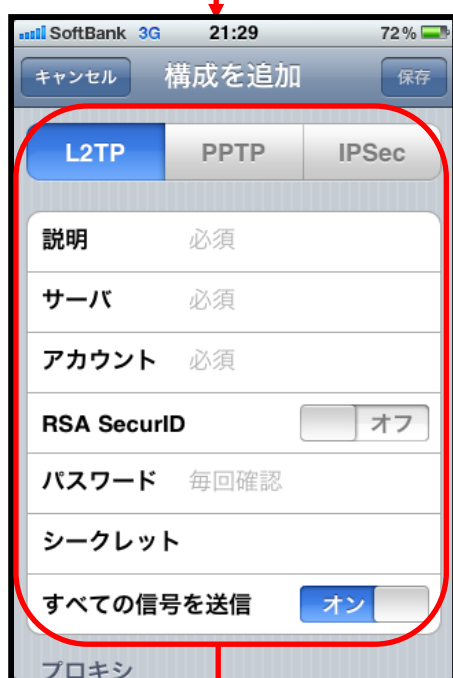 SoftBank 3G 21:29 72%
キャンセル 構成を追加 保存
L2TP PPTP IPSec
説明 必須
サーバ 必須
アカウント 必須
RSA SecurID オフ
パスワード 毎回確認
シークレット
すべての信号を送信 オン
プロキシ